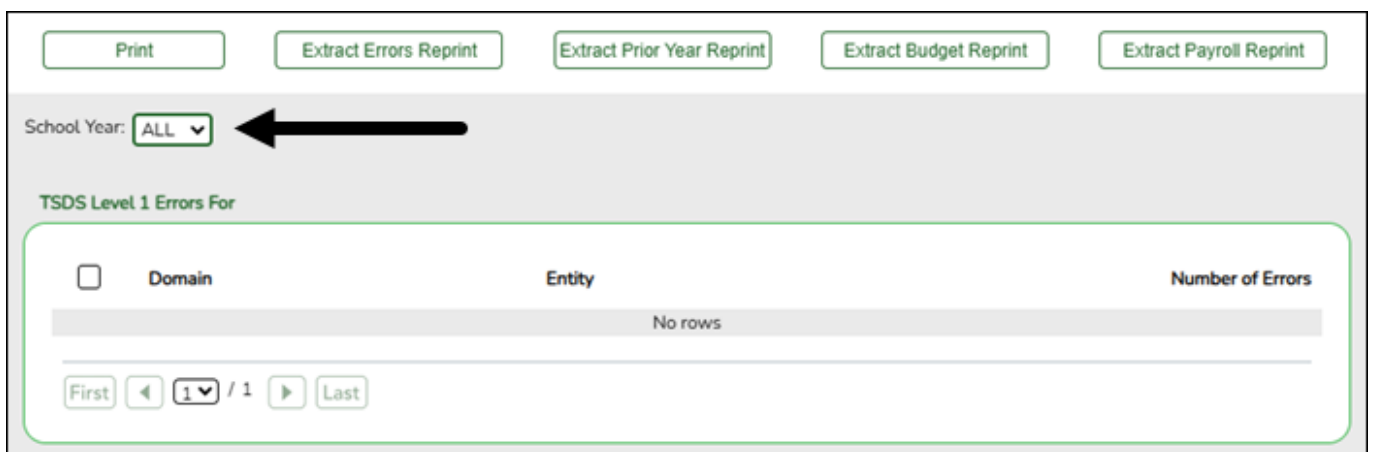 Print Extract Errors Reprint Extract Prior Year Reprint Extract Budget Reprint Extract Payroll Reprint
School Year: ALL
TSDS Level 1 Errors For
Domain Entity Number of Errors
No rows
First 1 / 1 Last